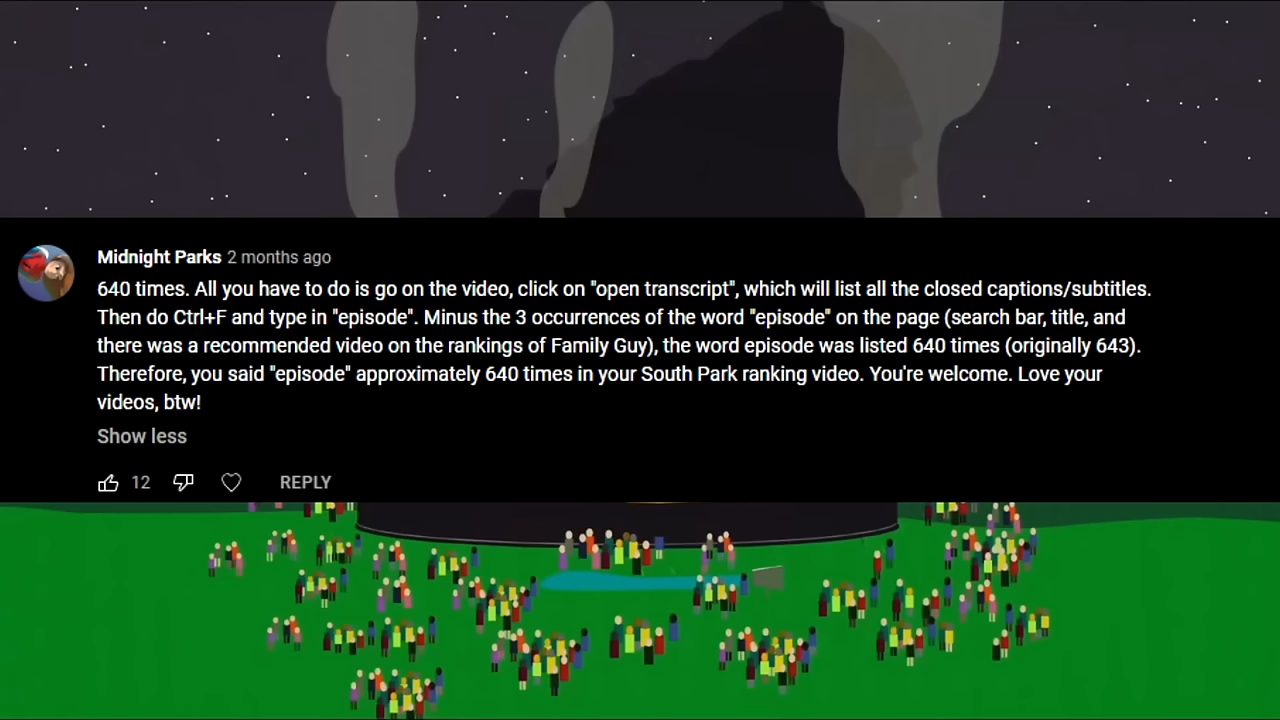 Midnight Parks 2 months ago
640 times. All you have to do is go on the video, click on "open transcript", which will list all the closed captions/subtitles.
Then do Ctrl+F and type in "episode". Minus the 3 occurrences of the word "episode" on the page (search bar, title, and
there was a recommended video on the rankings of Family Guy), the word episode was listed 640 times (originally 643).
Therefore, you said "episode" approximately 640 times in your South Park ranking video. You're welcome. Love your
videos, btw!
Show less
12 REPLY